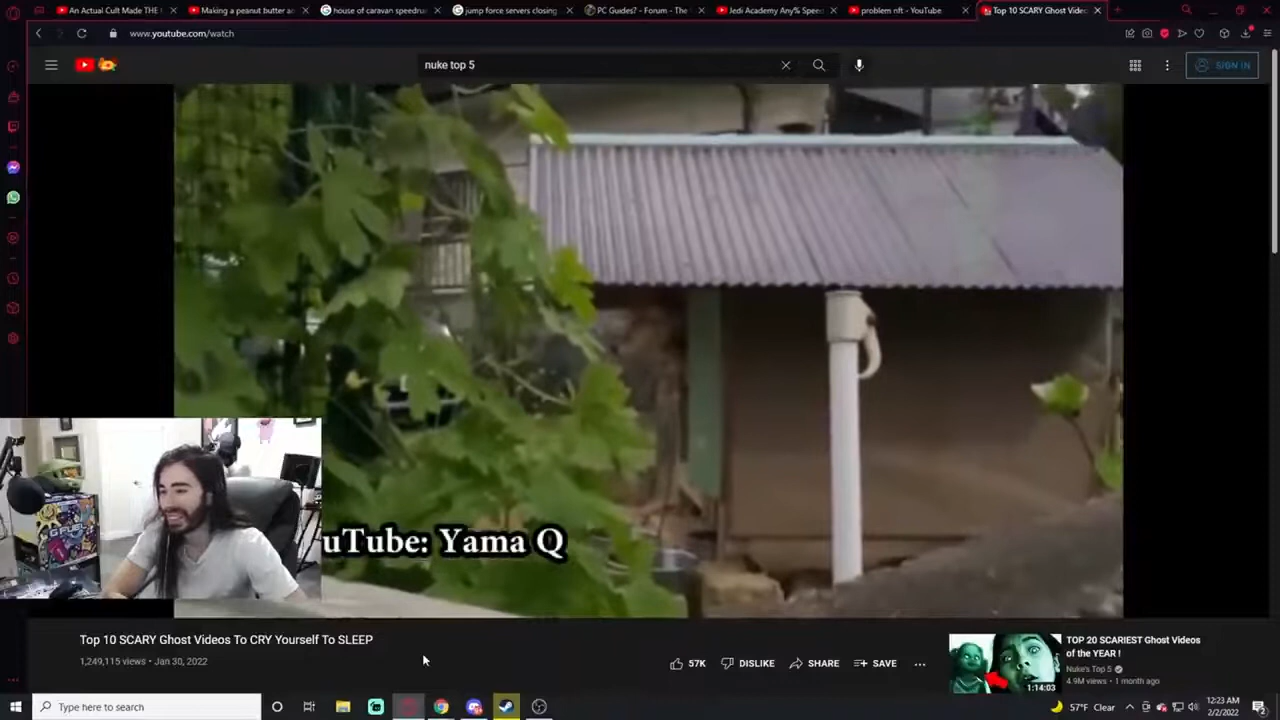 An Actual Cult Made THE
Making a peanut butter ac
house of caravan speedru
jump force servers closing
PC Guides7 - Forum - The
Jedi Academy Any% Speed
problem nft - YouTube
Top 10 SCARY Ghost Video
www.youtube.com/watch
nuke top 5
SIGN IN
uTube: Yama Q
Top 10 SCARY Ghost Videos To CRY Yourself To SLEEP
1,249,115 views • Jan 30, 2022
57K
DISLIKE
SHARE
SAVE
TOP 20 SCARIEST Ghost Videos
of the YEAR !
Nuke's Top 5
4.9M views • 1 month ago
1:14:03
Type here to search
57°F Clear
12:23 AM
2/2/2022